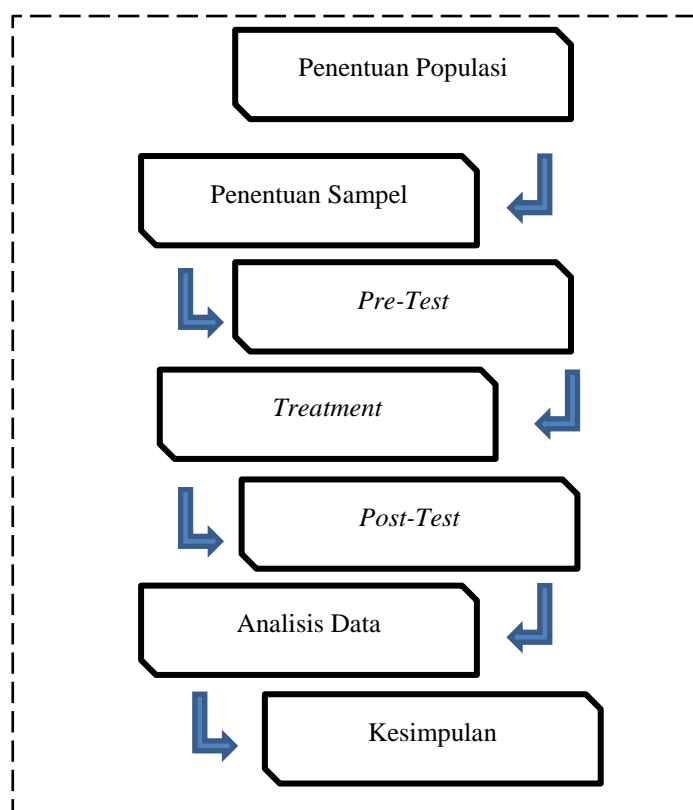 Penentuan Populasi
Penentuan Sampel
Pre-Test
Treatment
Post-Test
Analisis Data
Kesimpulan